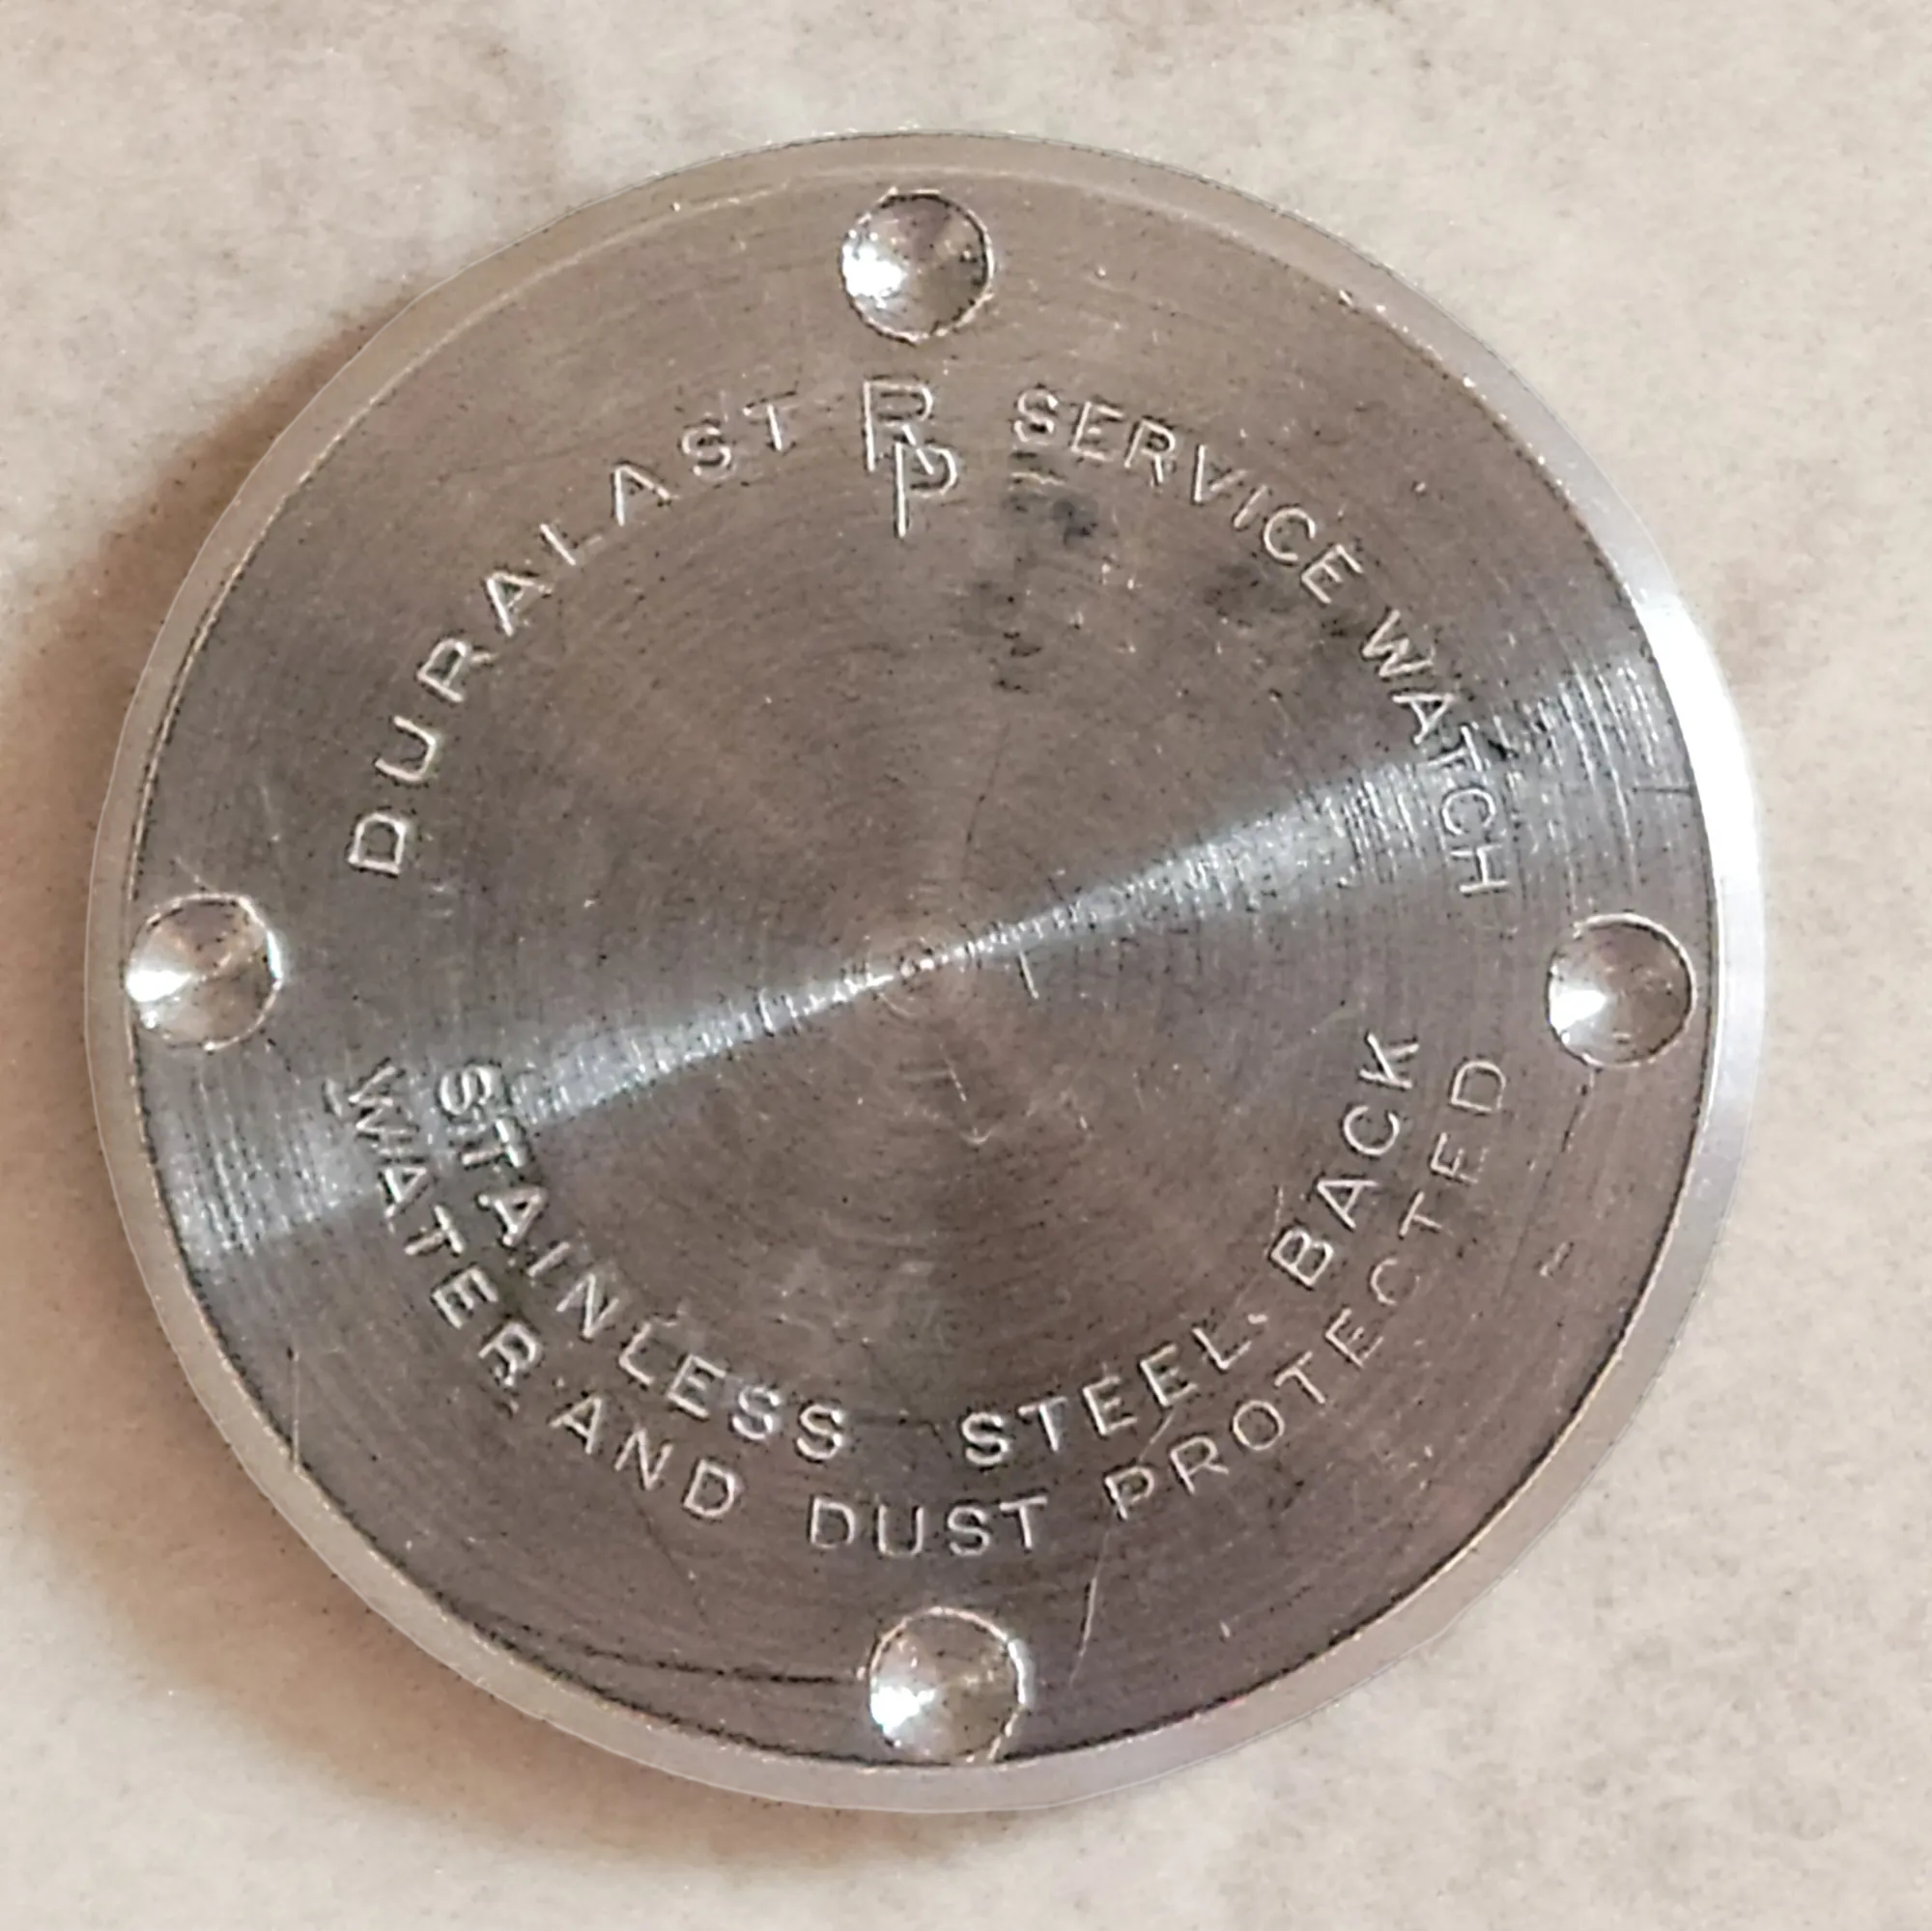 DURALAST RP SERVICE WATCH
STAINLESS STEEL BACK
WATER AND DUST PROTECTED